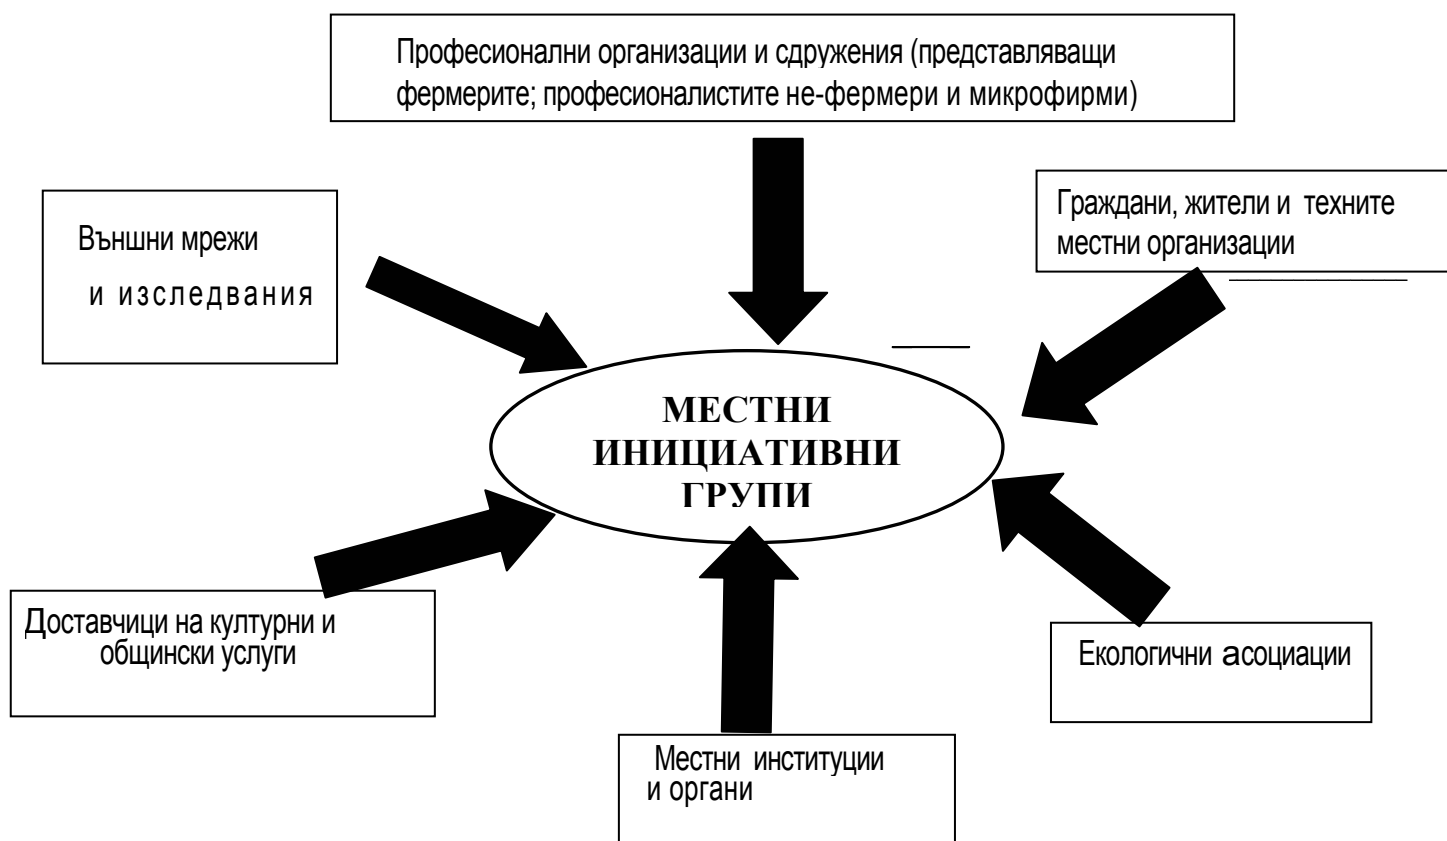 Професионални организации и сдружения (представляващи
фермерите; професионалистите не-фермери и микрофирми)
Външни мрежи
и изследвания
Граждани, жители и техните
местни организации
МЕСТНИ
ИНИЦИАТИВНИ
ГРУПИ
Доставчици на културни и
общински услуги
Екологични асоциации
Местни институции
и органи